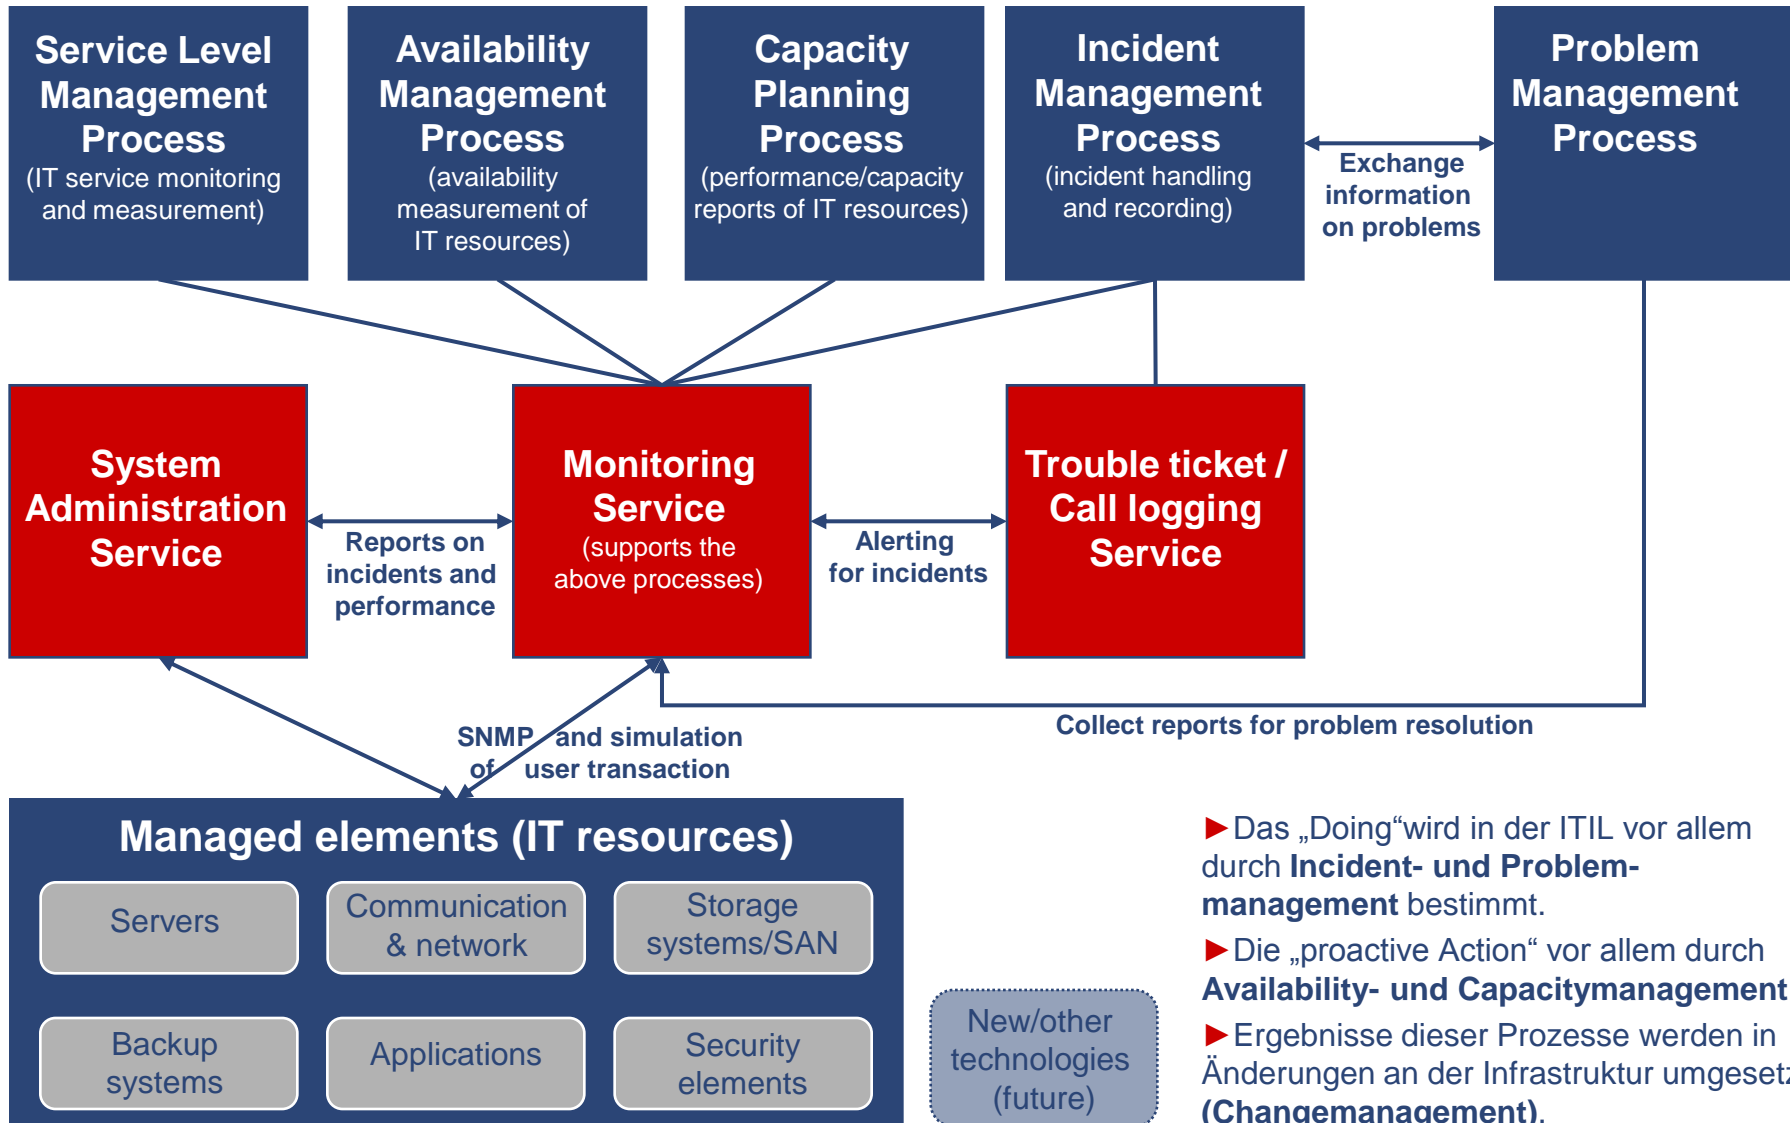 Service Level
Management
Process
(IT service monitoring
and measurement)
Availability
Management
Process
(availability
measurement of
IT resources)
Capacity
Planning
Process
(performance/capacity
reports of IT resources)
Incident
Management
Process
(incident handling
and recording)
Exchange
information
on problems
Problem
Management
Process
System
Administration
Service
Reports on
incidents and
performance
Monitoring
Service
(supports the
above processes)
Alerting
for incidents
Trouble ticket /
Call logging
Service
SNMP and simulation
of user transaction
Collect reports for problem resolution
Managed elements (IT resources)
Servers
Communication
& network
Storage
systems/SAN
Backup
systems
Applications
Security
elements
New/other
technologies
(future)
►Das „Doing“wird in der ITIL vor allem
durch Incident- und Problem-
management bestimmt.
►Die „proactive Action“ vor allem durch
Availability- und Capacitymanagement
►Ergebnisse dieser Prozesse werden in
Änderungen an der Infrastruktur umgesetz
(Changemanagement).